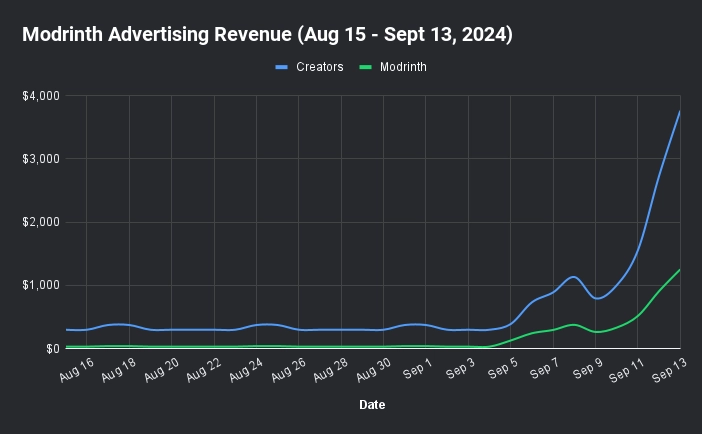 Modrinth Advertising Revenue (Aug 15 - Sept 13, 2024)
Creators Modrinth
$4,000
$3,000
$2,000
$1,000
$0
Aug 16 Aug 18 Aug 20 Aug 22 Aug 24 Aug 26 Aug 28 Aug 30 Sep 1 Sep 3 Sep 5 Sep 7 Sep 9 Sep 11 Sep 13
Date